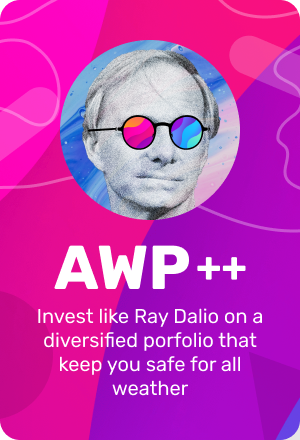 AWP++
Invest like Ray Dalio on a
diversified porfolio that
keep you safe for all
weather